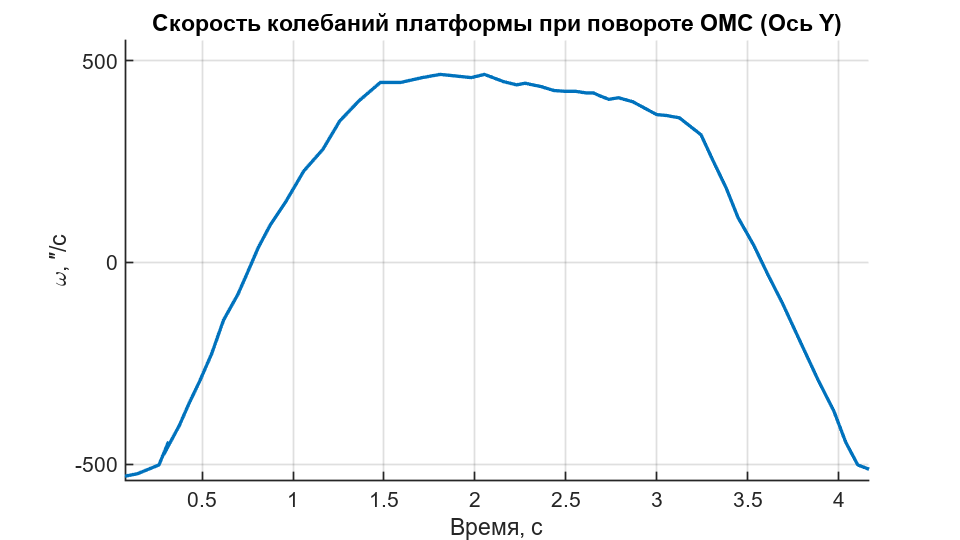 Скорость колебаний платформы при повороте ОМС (Ось Y)
500
0
-500
ω, ″/с
0.5 1 1.5 2 2.5 3 3.5 4
Время, с